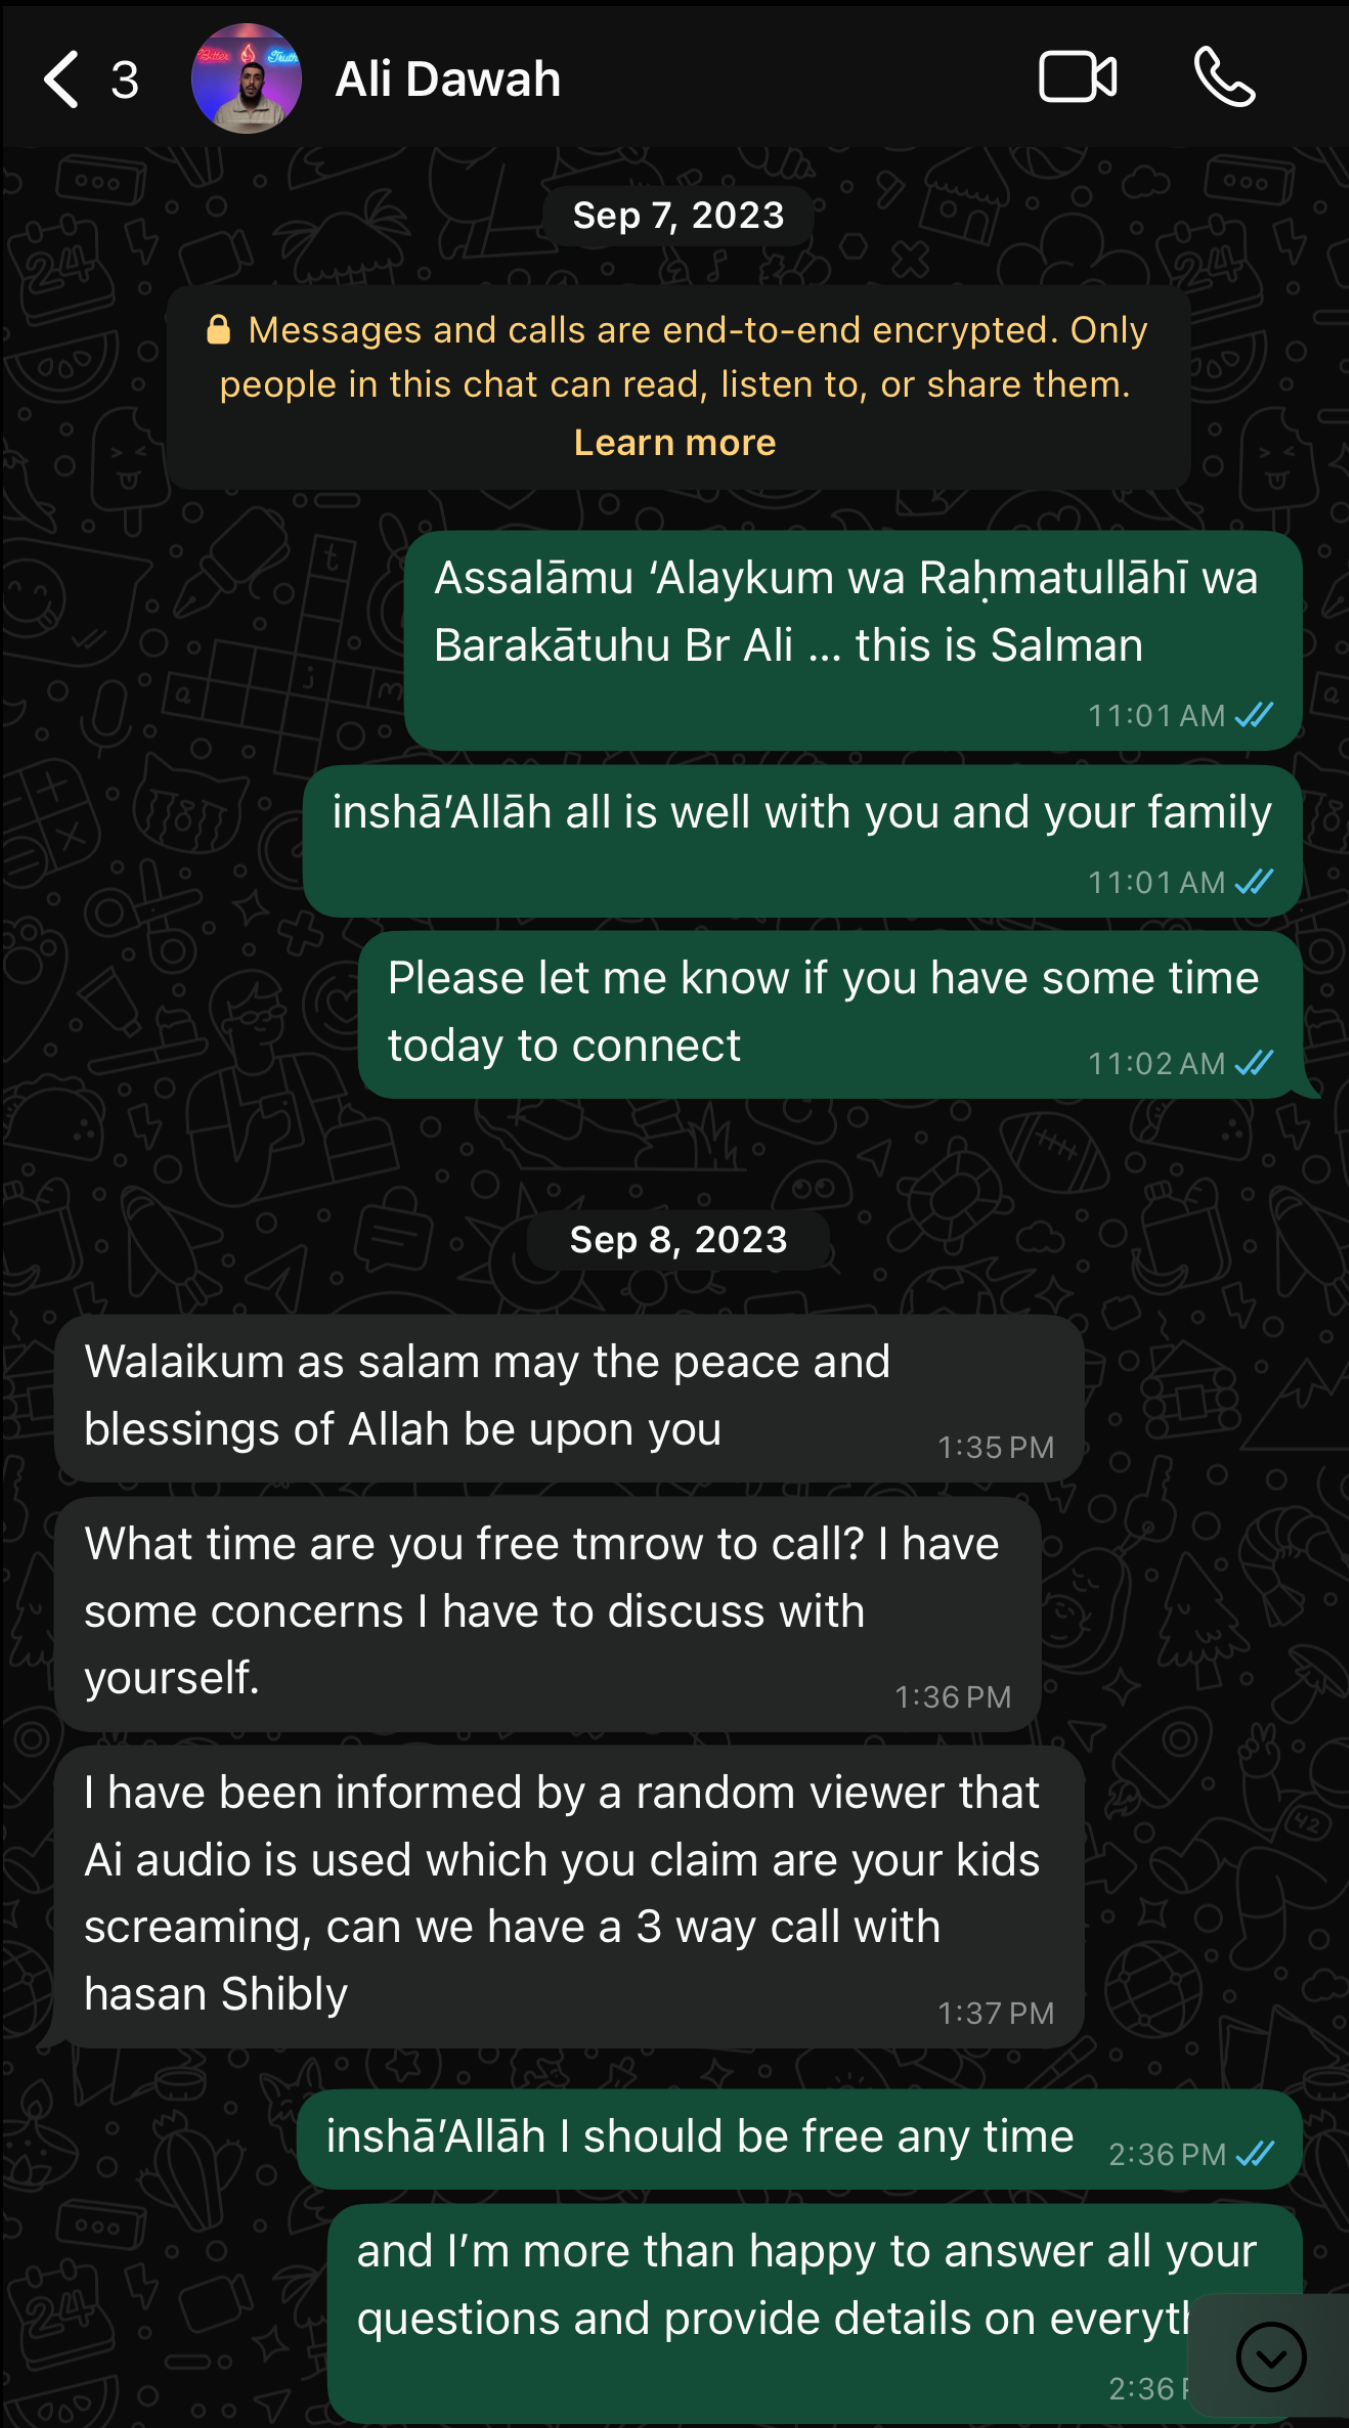 3
Ali Dawah
Bitter Truth
Sep 7, 2023
Messages and calls are end-to-end encrypted. Only
people in this chat can read, listen to, or share them.
Learn more
Assalāmu ‘Alaykum wa Raḥmatullāhī wa
Barakātuhu Br Ali ... this is Salman
11:01 AM
inshā’Allāh all is well with you and your family
11:01 AM
Please let me know if you have some time
today to connect
11:02 AM
Sep 8, 2023
Walaikum as salam may the peace and
blessings of Allah be upon you
1:35 PM
What time are you free tmrow to call? I have
some concerns I have to discuss with
yourself.
1:36 PM
I have been informed by a random viewer that
Ai audio is used which you claim are your kids
screaming, can we have a 3 way call with
hasan Shibly
1:37 PM
inshā’Allāh I should be free any time
2:36 PM
and I’m more than happy to answer all your
questions and provide details on
2:36